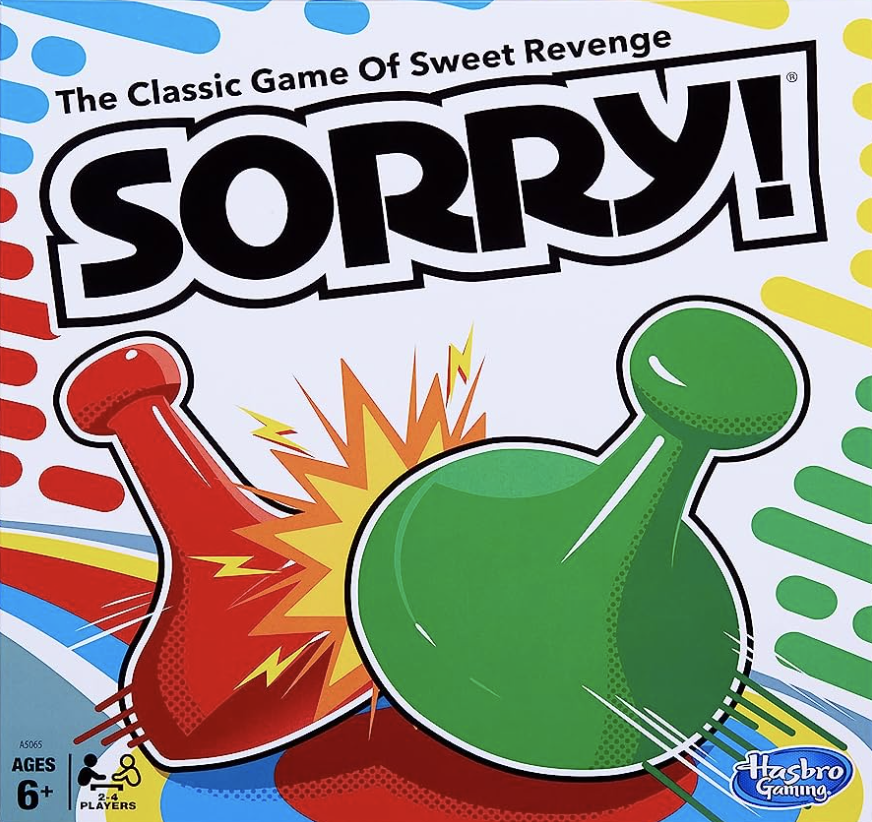 The Classic Game Of Sweet Revenge
SORRY!®
A5065
AGES
6+
2-4
PLAYERS
Hasbro
Gaming®